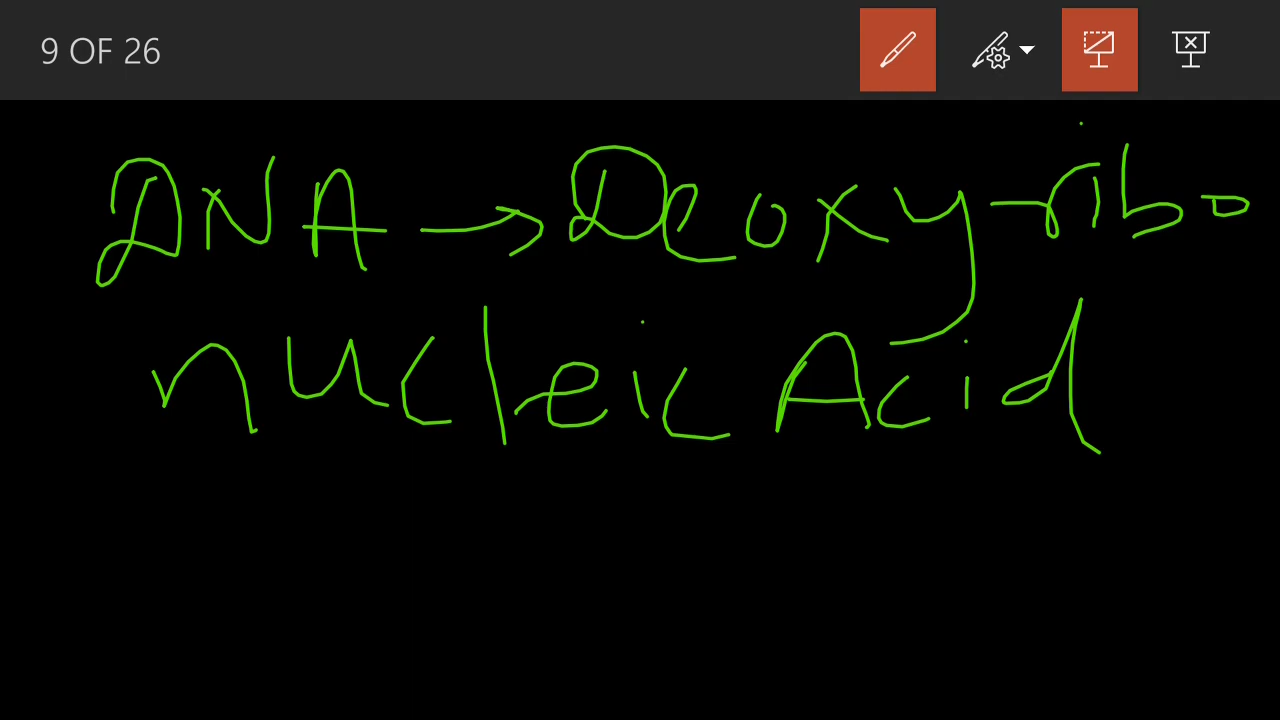 9 OF 26
DNA → Deoxy-ribo
nucleic Acid